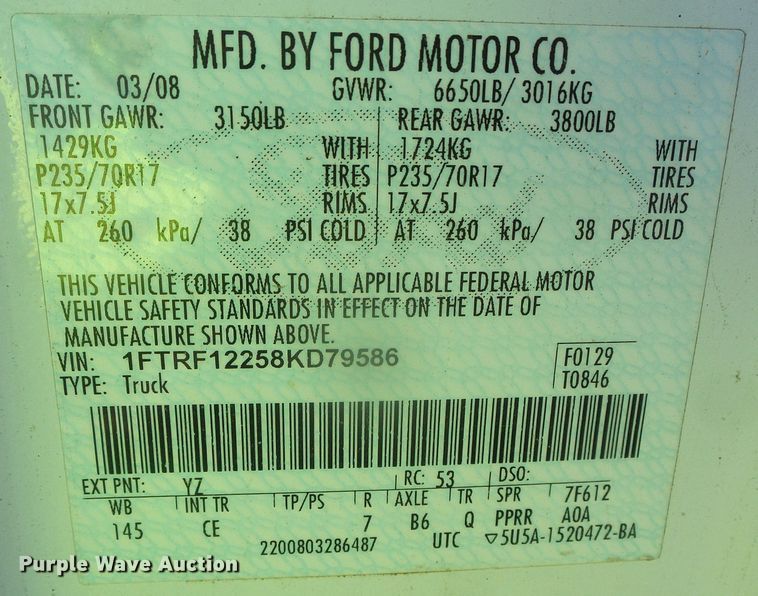 MFD. BY FORD MOTOR CO.
DATE: 03/08 GVWR: 6650LB/ 3016KG
FRONT GAWR: 3150LB REAR GAWR: 3800LB
1429KG WITH 1724KG WITH
P235/70R17 TIRES P235/70R17 TIRES
17x7.5J RIMS 17x7.5J RIMS
AT 260 kPa/ 38 PSI COLD AT 260 kPa/ 38 PSI COLD
THIS VEHICLE CONFORMS TO ALL APPLICABLE FEDERAL MOTOR
VEHICLE SAFETY STANDARDS IN EFFECT ON THE DATE OF
MANUFACTURE SHOWN ABOVE.
VIN: 1FTRF12258KD79586 F0129
TYPE: Truck T0846
EXT PNT: YZ RC: 53 DSO:
WB INT TR TP/PS R AXLE TR SPR 7F612
145 CE 7 B6 Q PPRR A0A
2200803286487 UTC ▽5U5A-1520472-BA
Purple Wave Auction